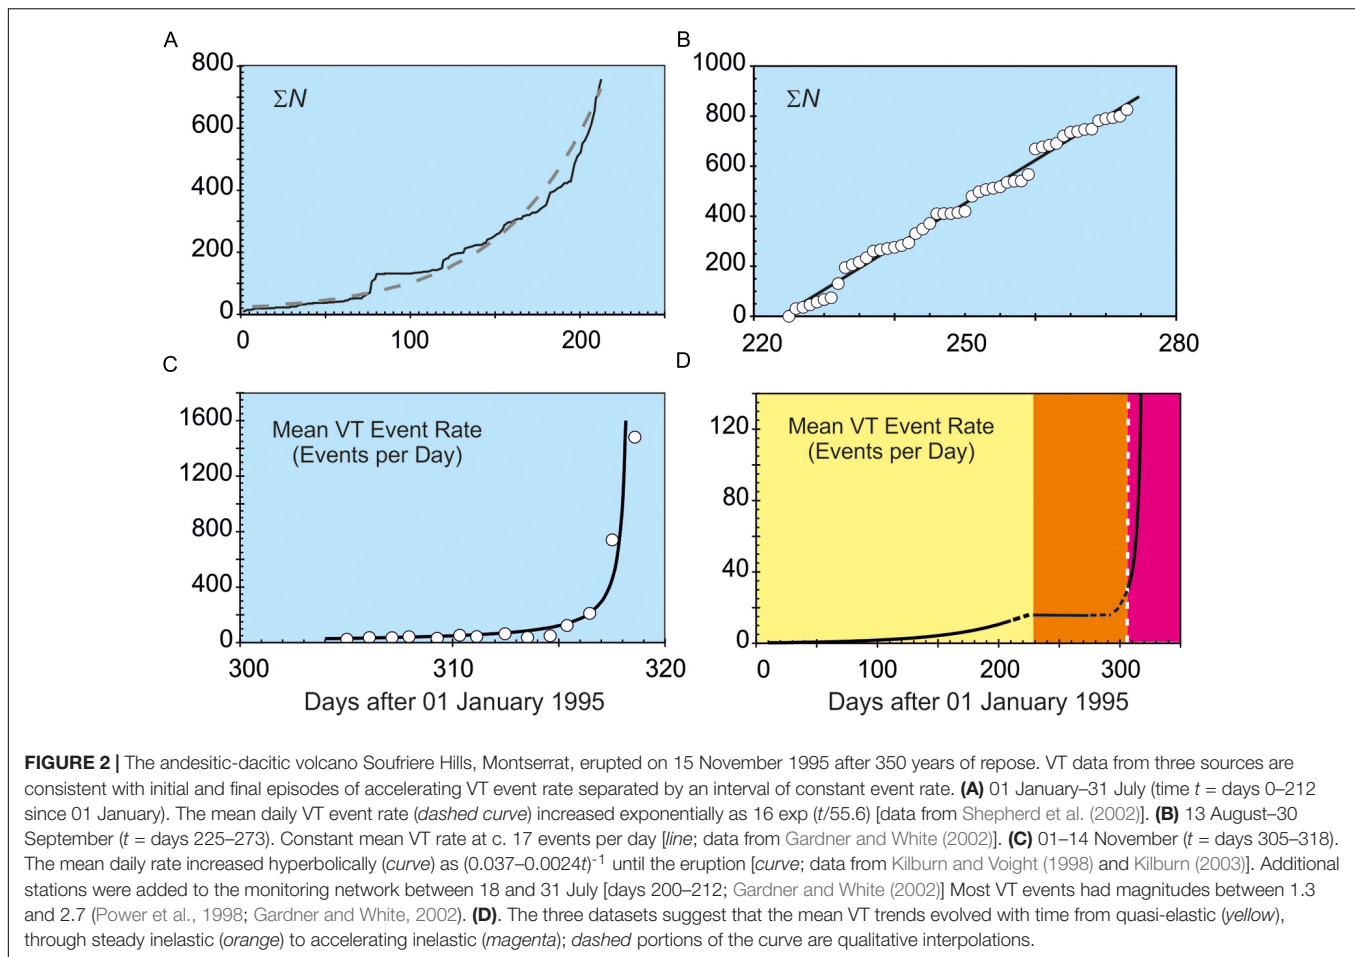 A
800
600
400
200
0
ΣN
0
100
200
B
1000
800
600
400
200
0
ΣN
220
250
280
C
1600
1200
800
400
0
Mean VT Event Rate
(Events per Day)
300
310
320
Days after 01 January 1995
D
120
80
40
0
Mean VT Event Rate
(Events per Day)
0
100
200
300
Days after 01 January 1995
FIGURE 2 | The andesitic-dacitic volcano Soufriere Hills, Montserrat, erupted on 15 November 1995 after 350 years of repose. VT data from three sources are
consistent with initial and final episodes of accelerating VT event rate separated by an interval of constant event rate. (A) 01 January–31 July (time t = days 0–212
since 01 January). The mean daily VT event rate (dashed curve) increased exponentially as 16 exp (t/55.6) [data from Shepherd et al. (2002)]. (B) 13 August–30
September (t = days 225–273). Constant mean VT rate at c. 17 events per day [line; data from Gardner and White (2002)]. (C) 01–14 November (t = days 305–318).
The mean daily rate increased hyperbolically (curve) as (0.037–0.0024t)⁻¹ until the eruption [curve; data from Kilburn and Voight (1998) and Kilburn (2003)]. Additional
stations were added to the monitoring network between 18 and 31 July [days 200–212; Gardner and White (2002)] Most VT events had magnitudes between 1.3
and 2.7 (Power et al., 1998; Gardner and White, 2002). (D). The three datasets suggest that the mean VT trends evolved with time from quasi-elastic (yellow),
through steady inelastic (orange) to accelerating inelastic (magenta); dashed portions of the curve are qualitative interpolations.